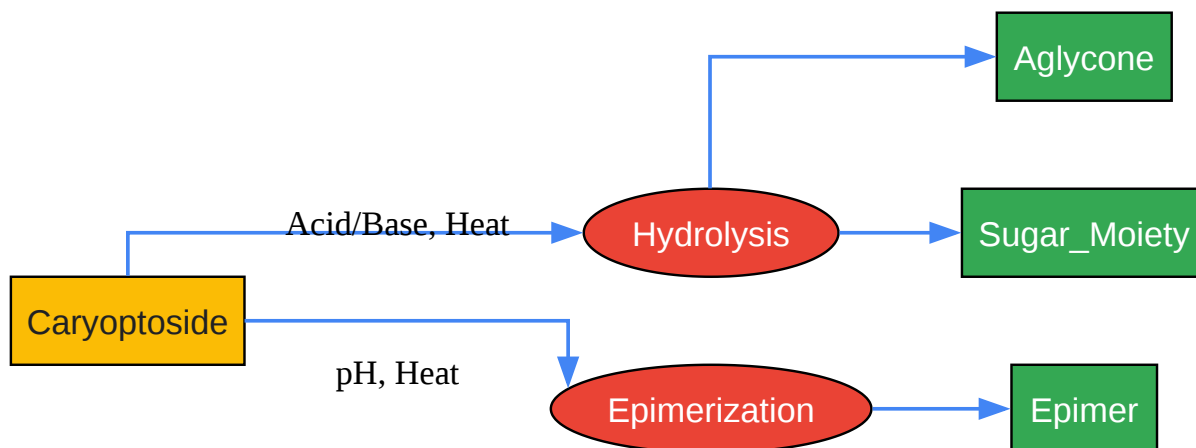 Aglycone
Acid/Base, Heat
Hydrolysis
Sugar_Moiety
Caryoptoside
pH, Heat
Epimerization
Epimer